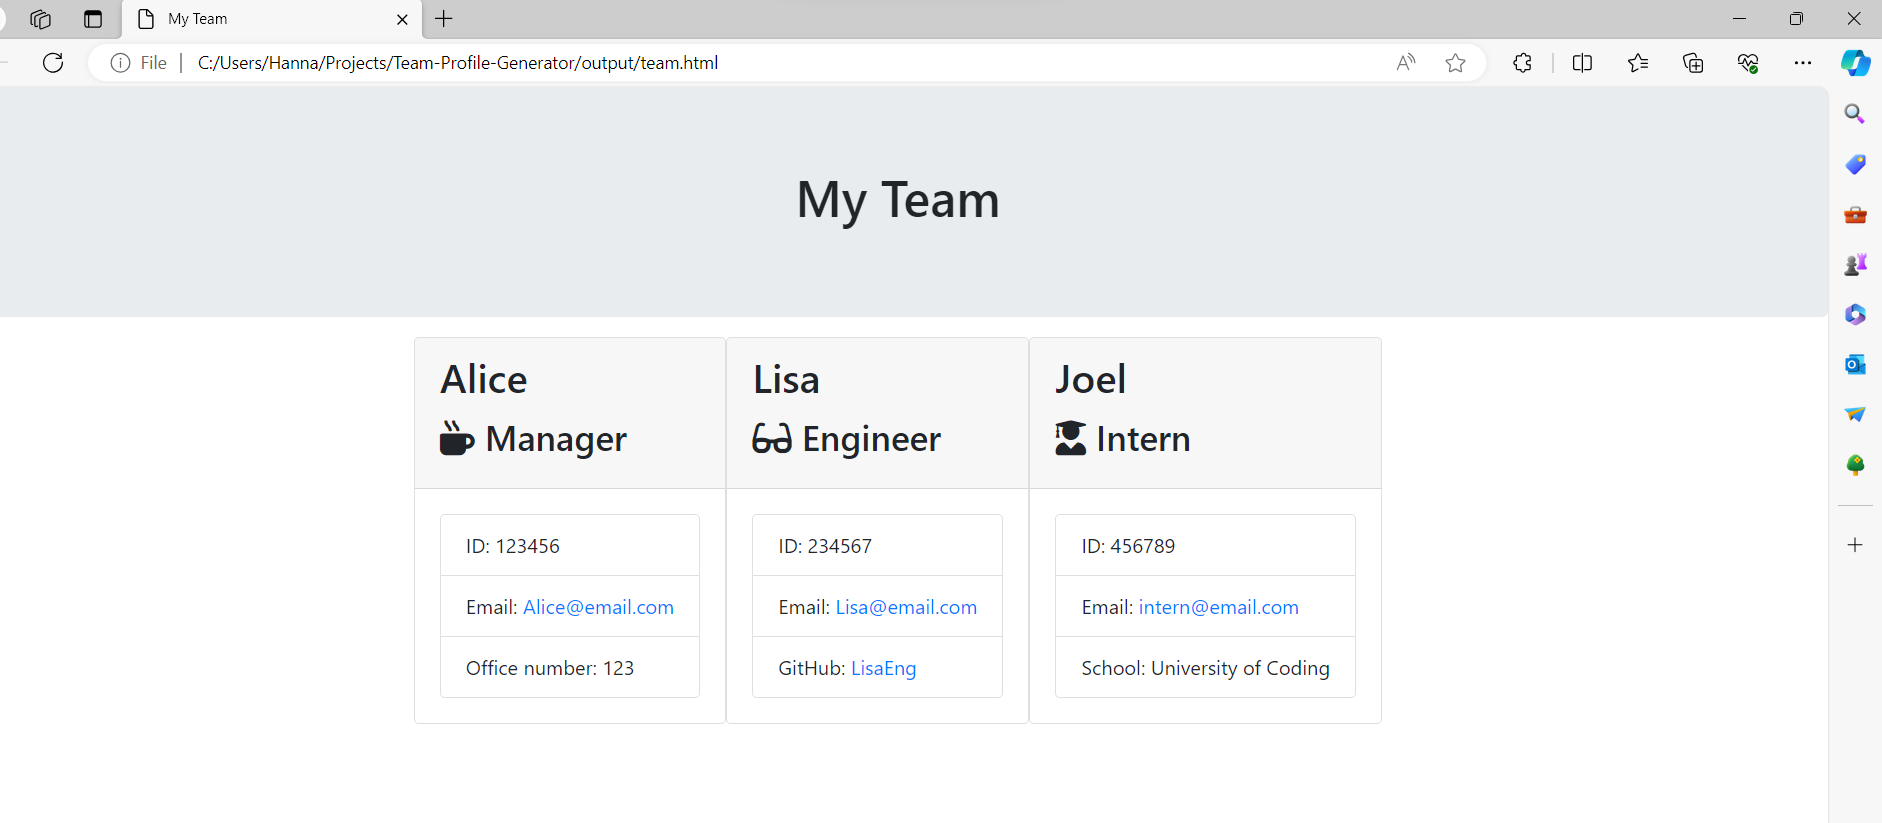 My Team
File
C:/Users/Hanna/Projects/Team-Profile-Generator/output/team.html
My Team
Alice
Manager
ID: 123456
Email: Alice@email.com
Office number: 123
Lisa
Engineer
ID: 234567
Email: Lisa@email.com
GitHub: LisaEng
Joel
Intern
ID: 456789
Email: intern@email.com
School: University of Coding